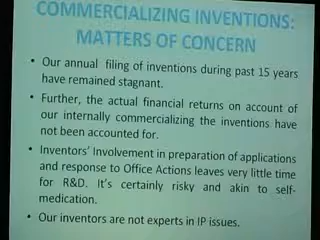 COMMERCIALIZING INVENTIONS:
MATTERS OF CONCERN
• Our annual filing of inventions during past 15 years
have remained stagnant.
• Further, the actual financial returns on account of
our internally commercializing the inventions have
not been accounted for.
• Inventors' Involvement in preparation of applications
and response to Office Actions leaves very little time
for R&D. It's certainly risky and akin to self-
medication.
• Our inventors are not experts in IP issues.